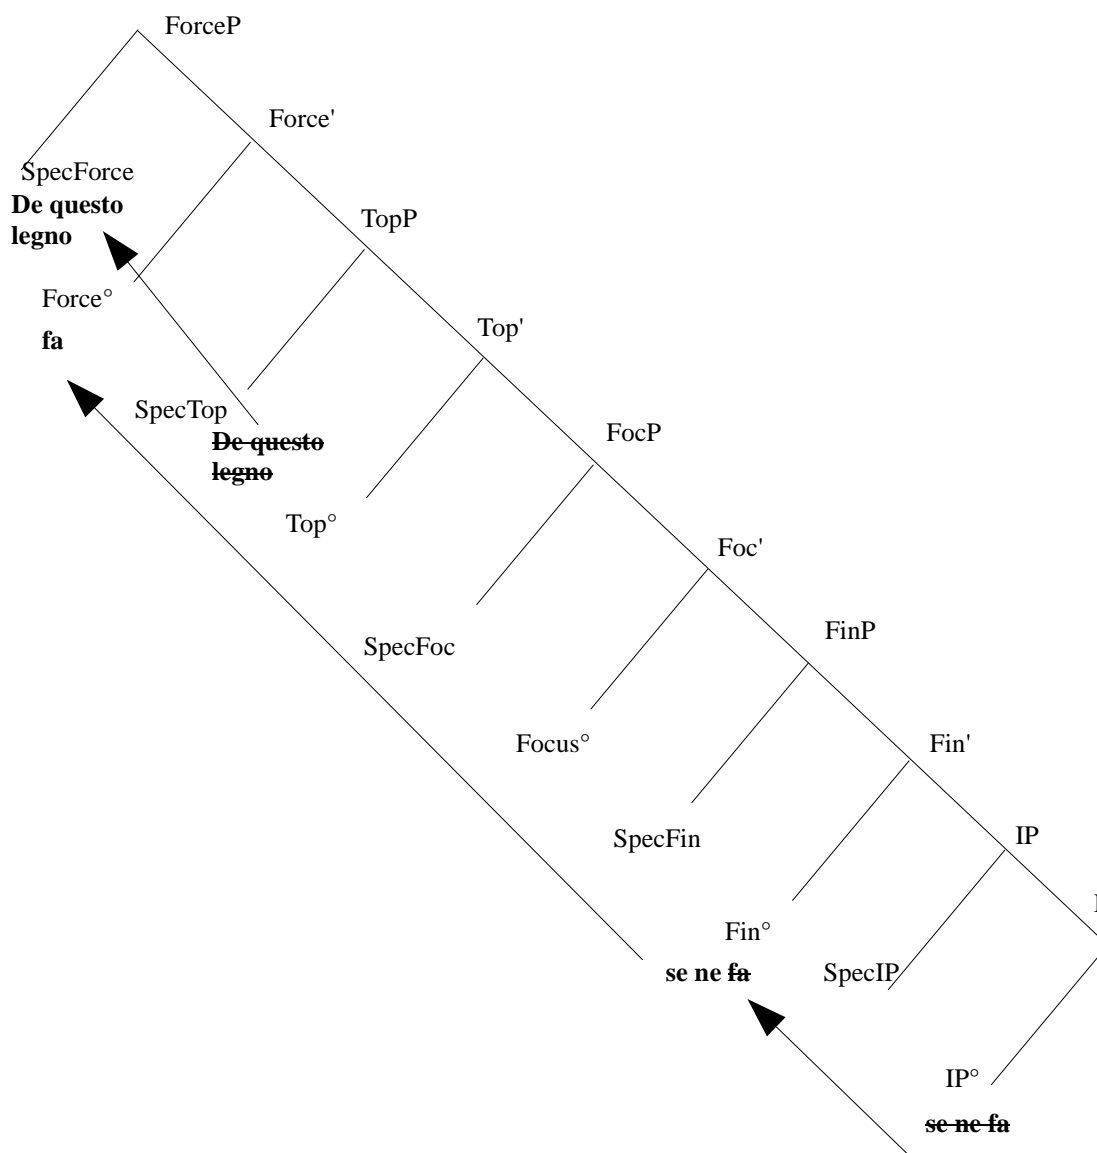 ForceP
Force'
SpecForce
De questo
legno
TopP
Force°
fa
Top'
SpecTop
De questo
legno
FocP
Top°
Foc'
SpecFoc
FinP
Focus°
Fin'
SpecFin
IP
Fin°
se ne fa
SpecIP
IP°
se ne fa